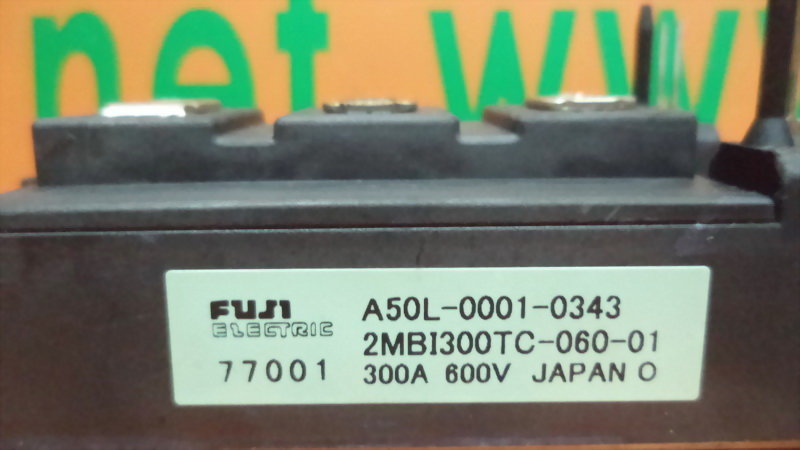 net.ww
FUJI
ELECTRIC
77001
A50L-0001-0343
2MBI300TC-060-01
300A 600V JAPAN O